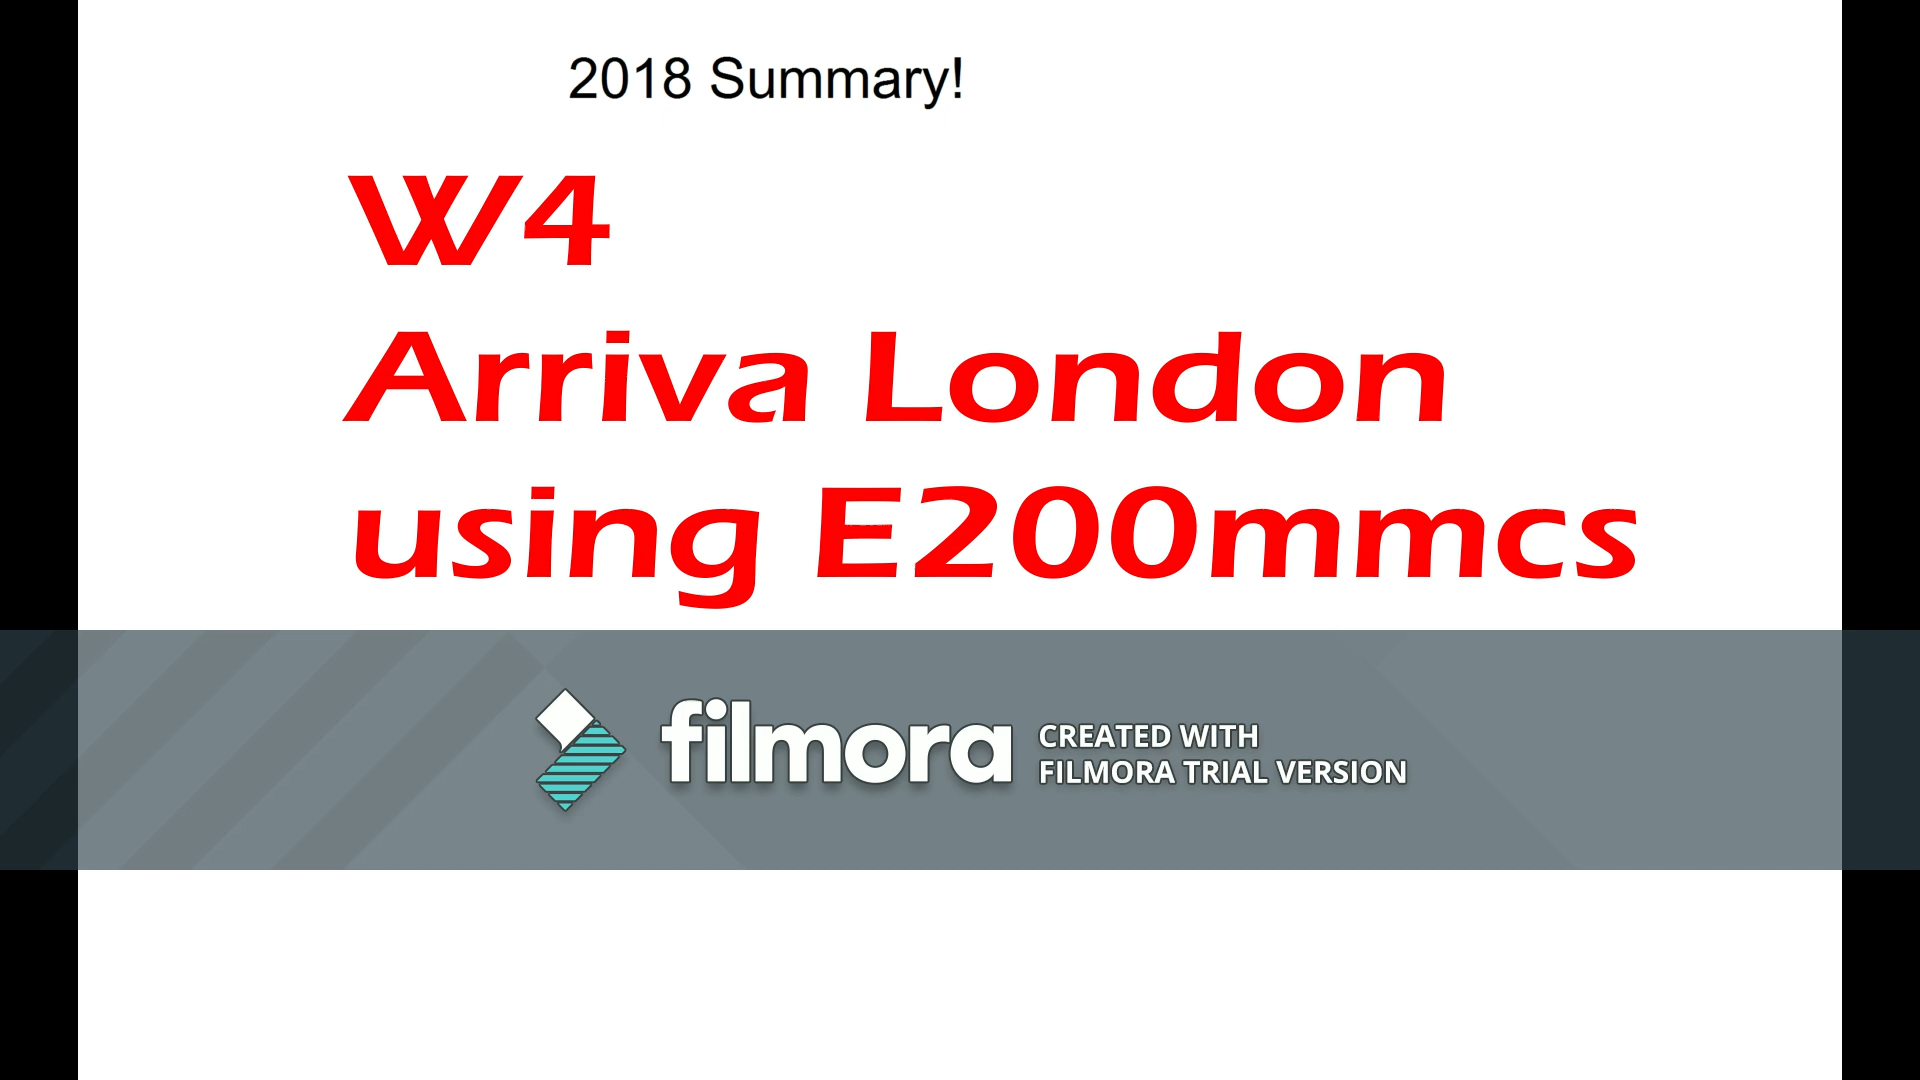 2018 Summary!
W4
Arriva London
using E200mmcs
filmora
CREATED WITH
FILMORA TRIAL VERSION